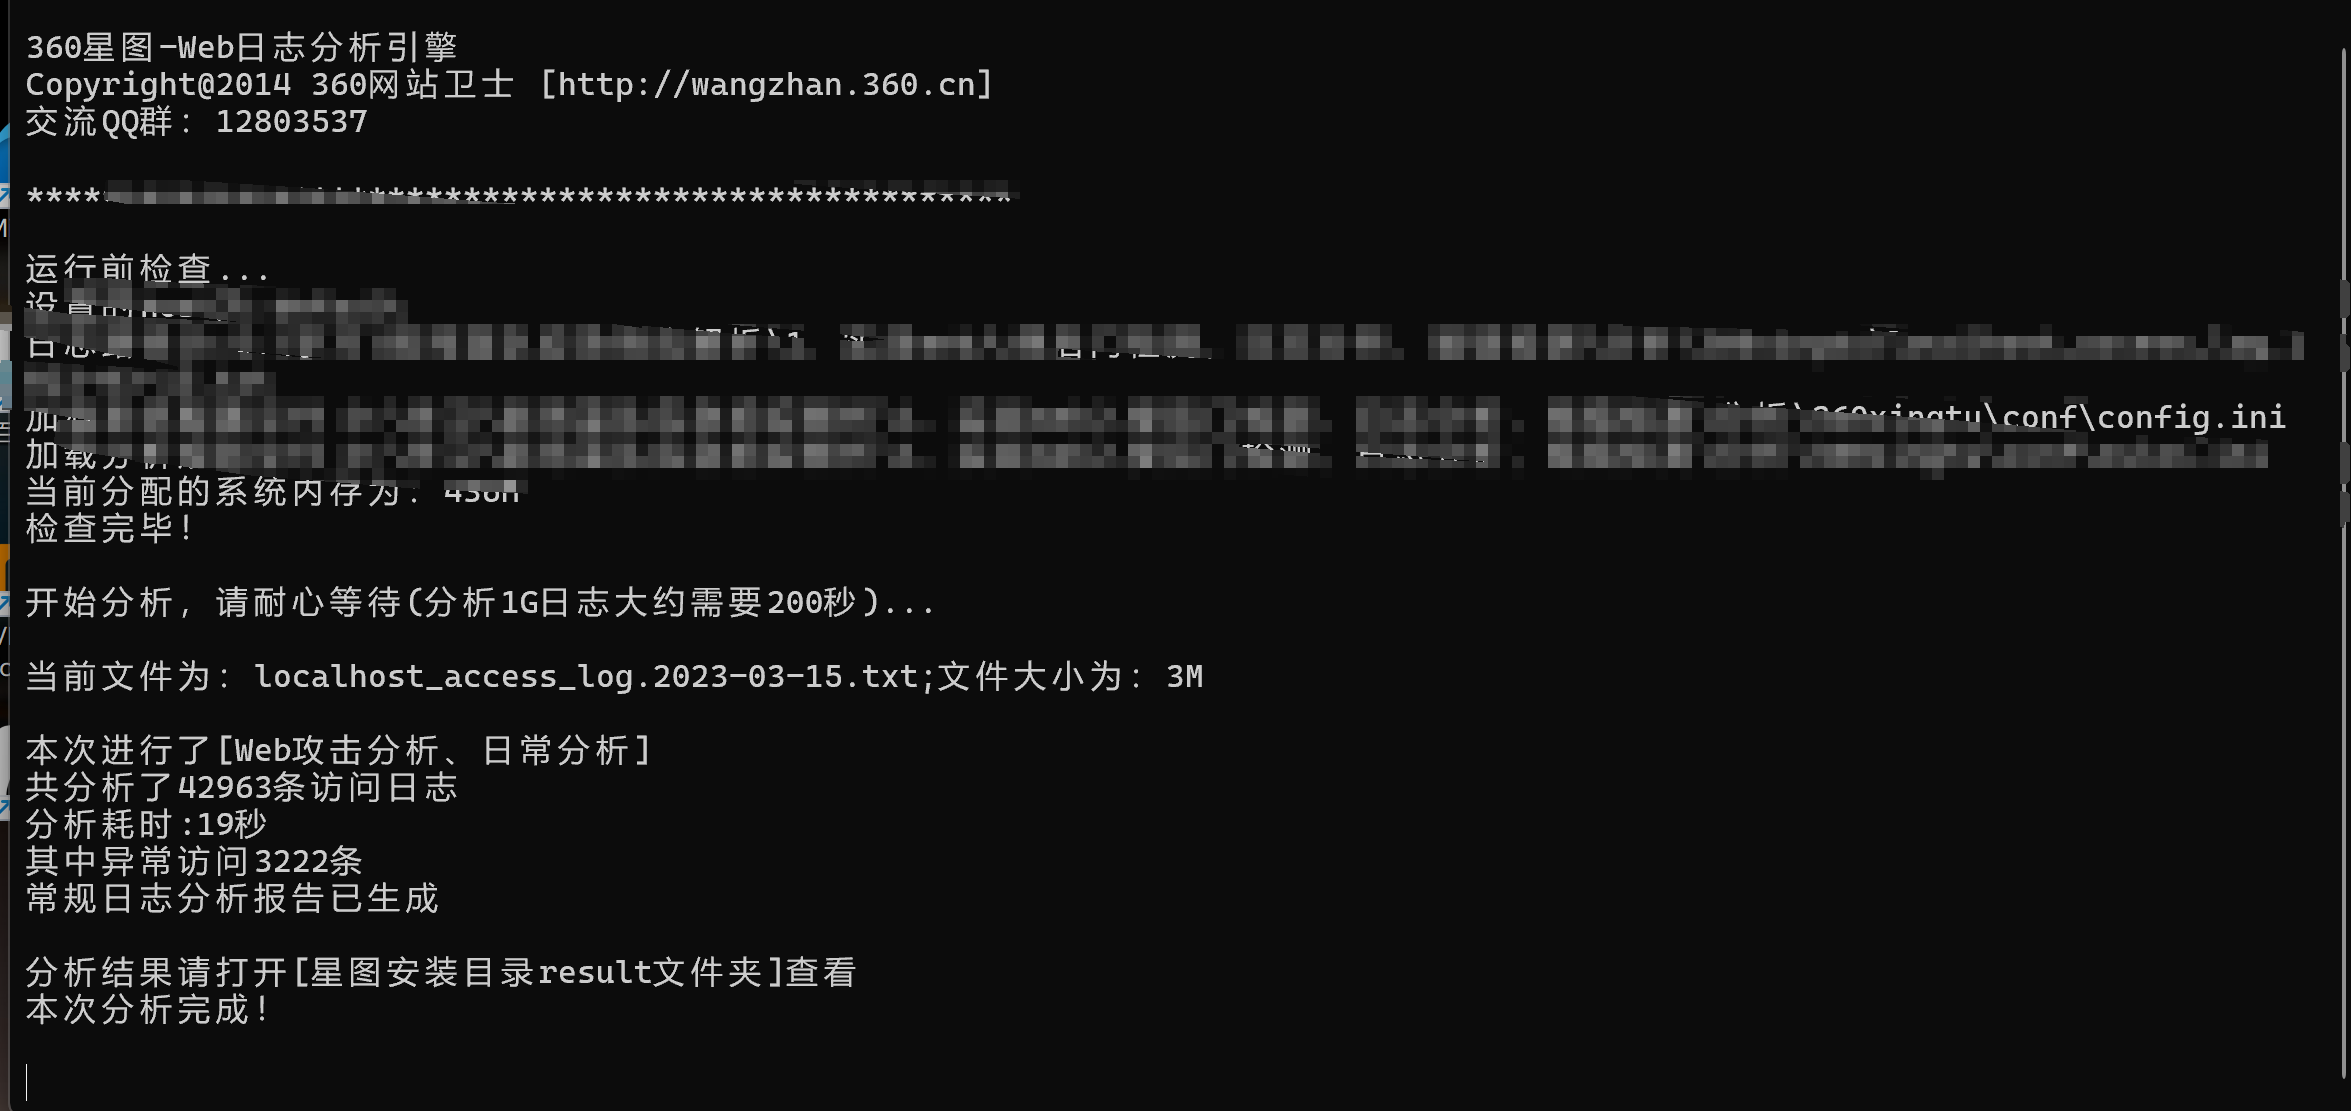 360星图-Web日志分析引擎
Copyright@2014 360网站卫士 [http://wangzhan.360.cn]
交流QQ群: 12803537
运行前检查...
分析\360xingtu\conf\config.ini
当前分配的系统内存为:
检查完毕!
开始分析, 请耐心等待(分析1G日志大约需要200秒)...
当前文件为: localhost_access_log.2023-03-15.txt;文件大小为: 3M
本次进行了[Web攻击分析、日常分析]
共分析了42963条访问日志
分析耗时:19秒
其中异常访问3222条
常规日志分析报告已生成
分析结果请打开[星图安装目录result文件夹]查看
本次分析完成!